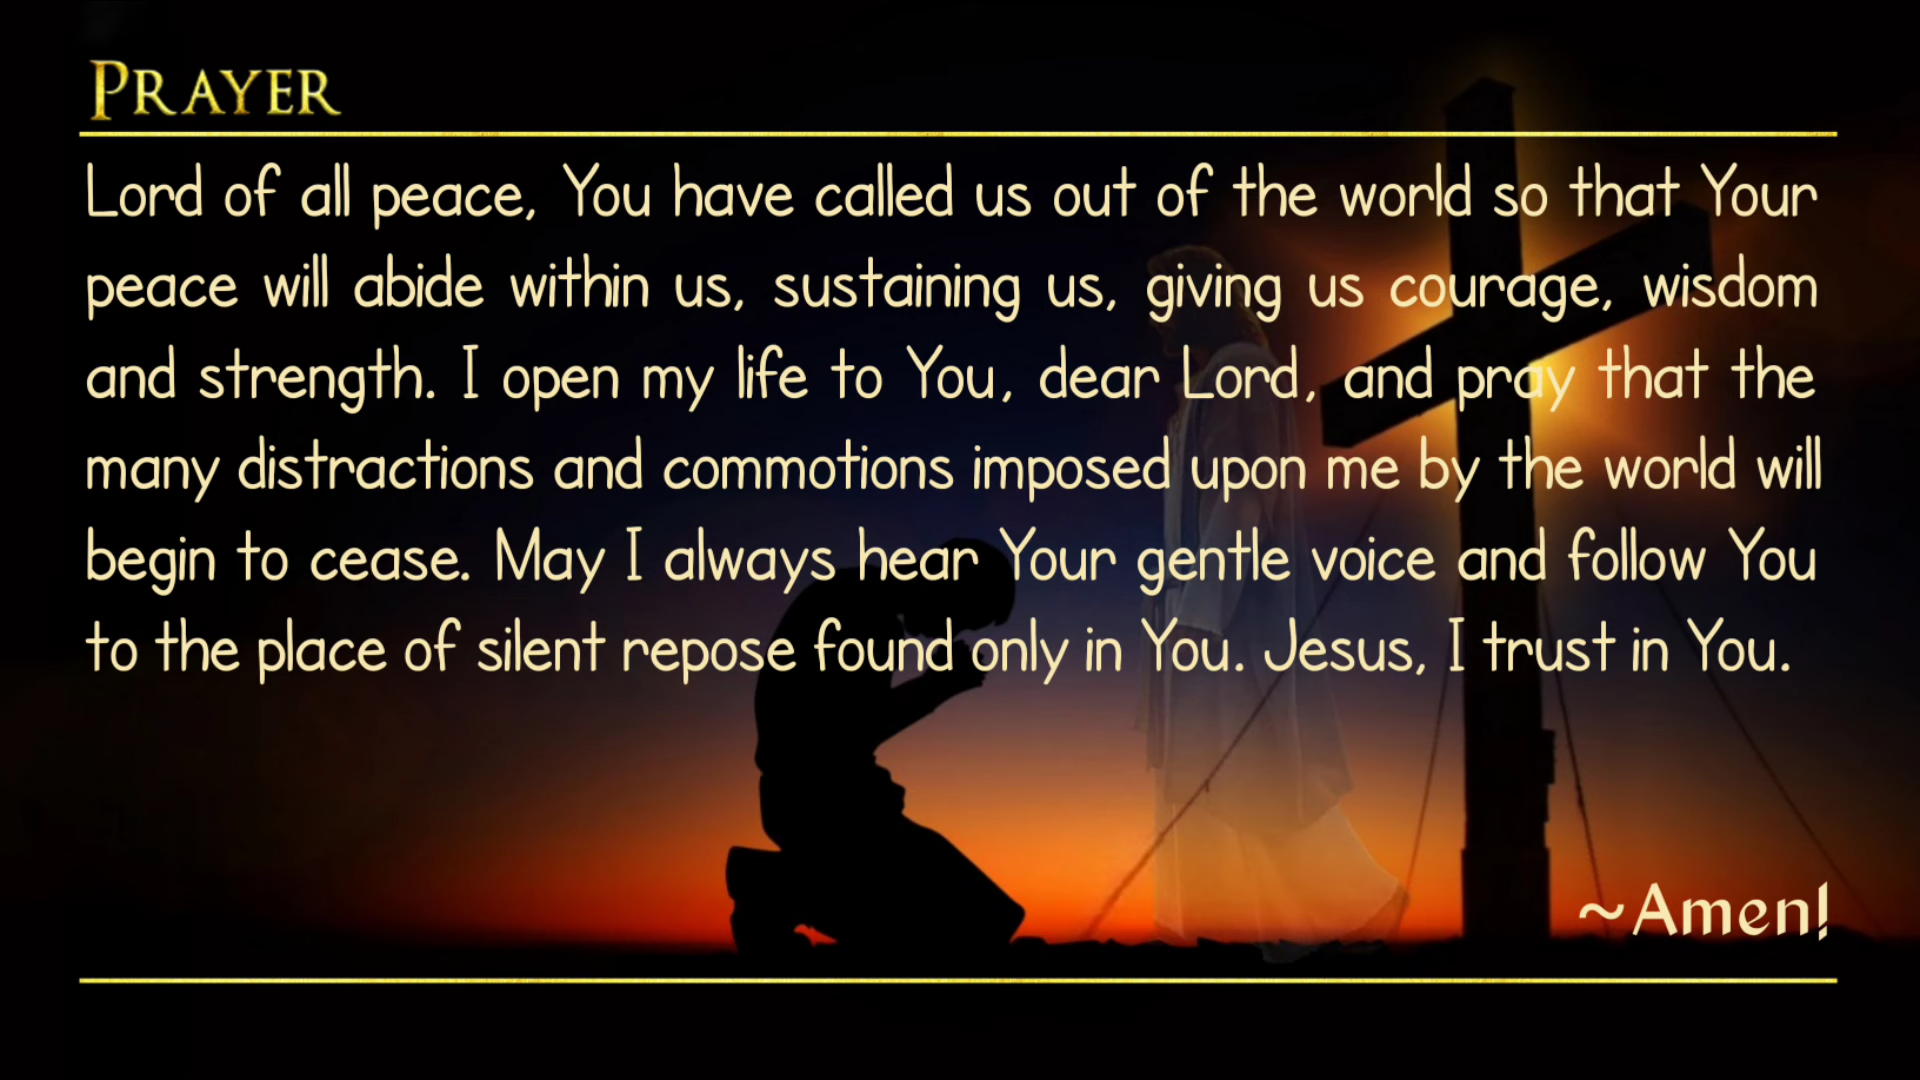 PRAYER
Lord of all peace, You have called us out of the world so that Your
peace will abide within us, sustaining us, giving us courage, wisdom
and strength. I open my life to You, dear Lord, and pray that the
many distractions and commotions imposed upon me by the world will
begin to cease. May I always hear Your gentle voice and follow You
to the place of silent repose found only in You. Jesus, I trust in You.
~Amen!